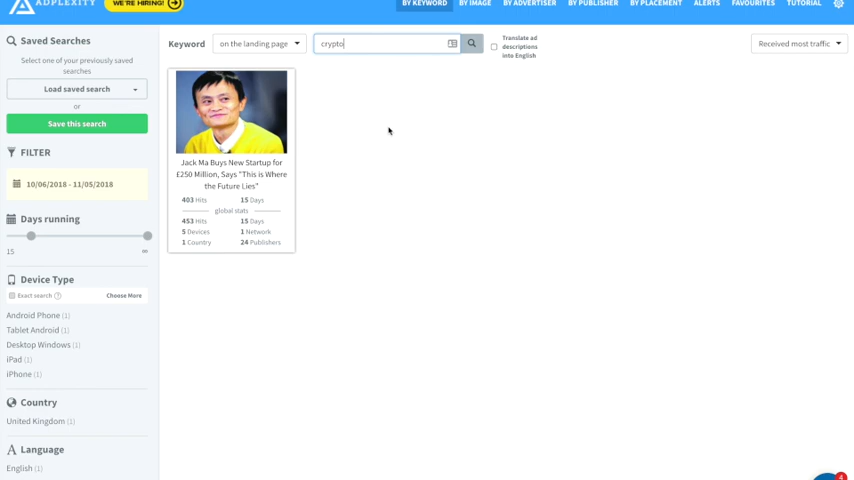 ADPLEXITY
WE'RE HIRING!
BY KEYWORD
BY IMAGE
BY ADVERTISER
BY PUBLISHER
BY PLACEMENT
ALERTS
FAVOURITES
TUTORIAL
Saved Searches
Select one of your previously saved
searches
Load saved search
or
Save this search
FILTER
10/06/2018 - 11/05/2018
Days running
15
∞
Device Type
Exact search ?
Choose More
Android Phone (1)
Tablet Android (1)
Desktop Windows (1)
iPad (1)
iPhone (1)
Country
United Kingdom (1)
A Language
English (1)
Keyword
on the landing page
crypto
Translate ad
descriptions
into English
Received most traffic
Jack Ma Buys New Startup for
£250 Million, Says "This is Where
the Future Lies"
403 Hits 15 Days
global stats
453 Hits 15 Days
5 Devices 1 Network
1 Country 24 Publishers
4